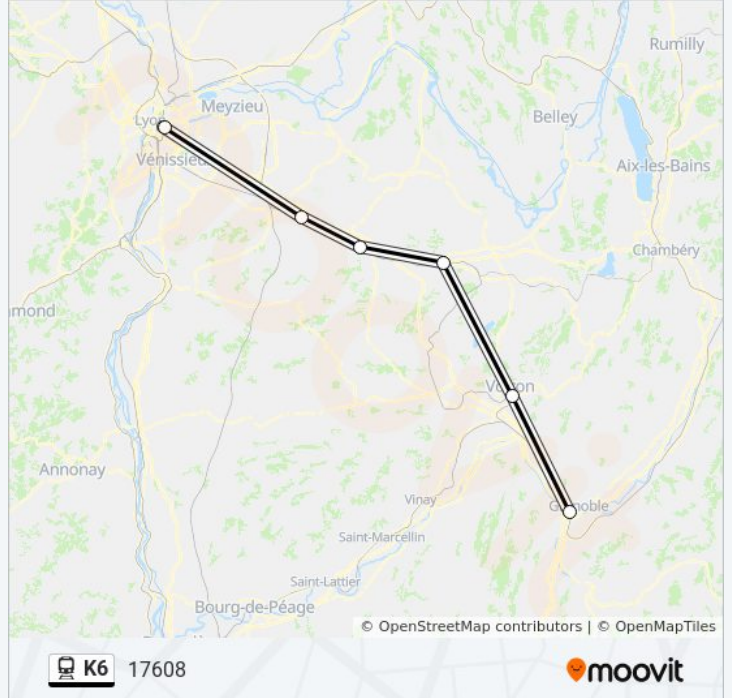 Rumilly
Meyzieu
Lyon
Belley
Vénissieux
Aix-les-Bains
Chambéry
mond
Voiron
Annonay
Vinay
Grenoble
Saint-Marcellin
Saint-Lattier
Bourg-de-Péage
© OpenStreetMap contributors | © OpenMapTiles
K6 17608
moovit